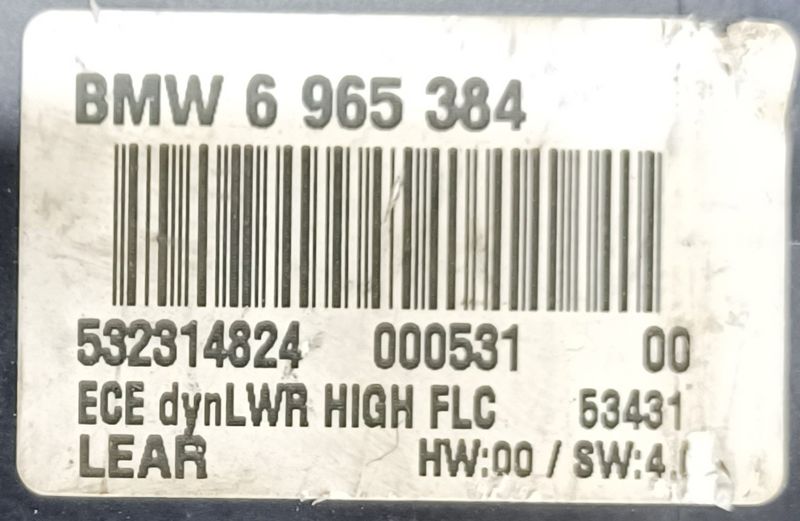 BMW 6 965 384
532314824 000531 00
ECE dynLWR HIGH FLC 53431
LEAR HW:00 / SW:4.